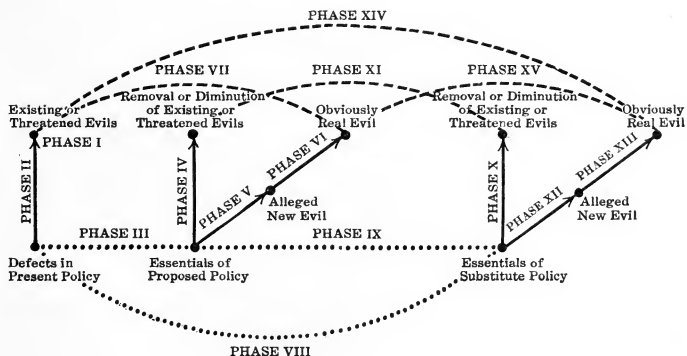 PHASE XIV
PHASE VII
PHASE XI
PHASE XV
Existing or
Threatened Evils
Removal or Diminution
of Existing or
Threatened Evils
Obviously
Real Evil
Removal or Diminution
of Existing or
Threatened Evils
Obviously
Real Evil
PHASE I
PHASE II
PHASE IV
PHASE V
PHASE VI
Alleged
New Evil
PHASE X
PHASE XII
PHASE XIII
Alleged
New Evil
PHASE III
PHASE IX
Defects in
Present Policy
Essentials of
Proposed Policy
Essentials of
Substitute Policy
PHASE VIII